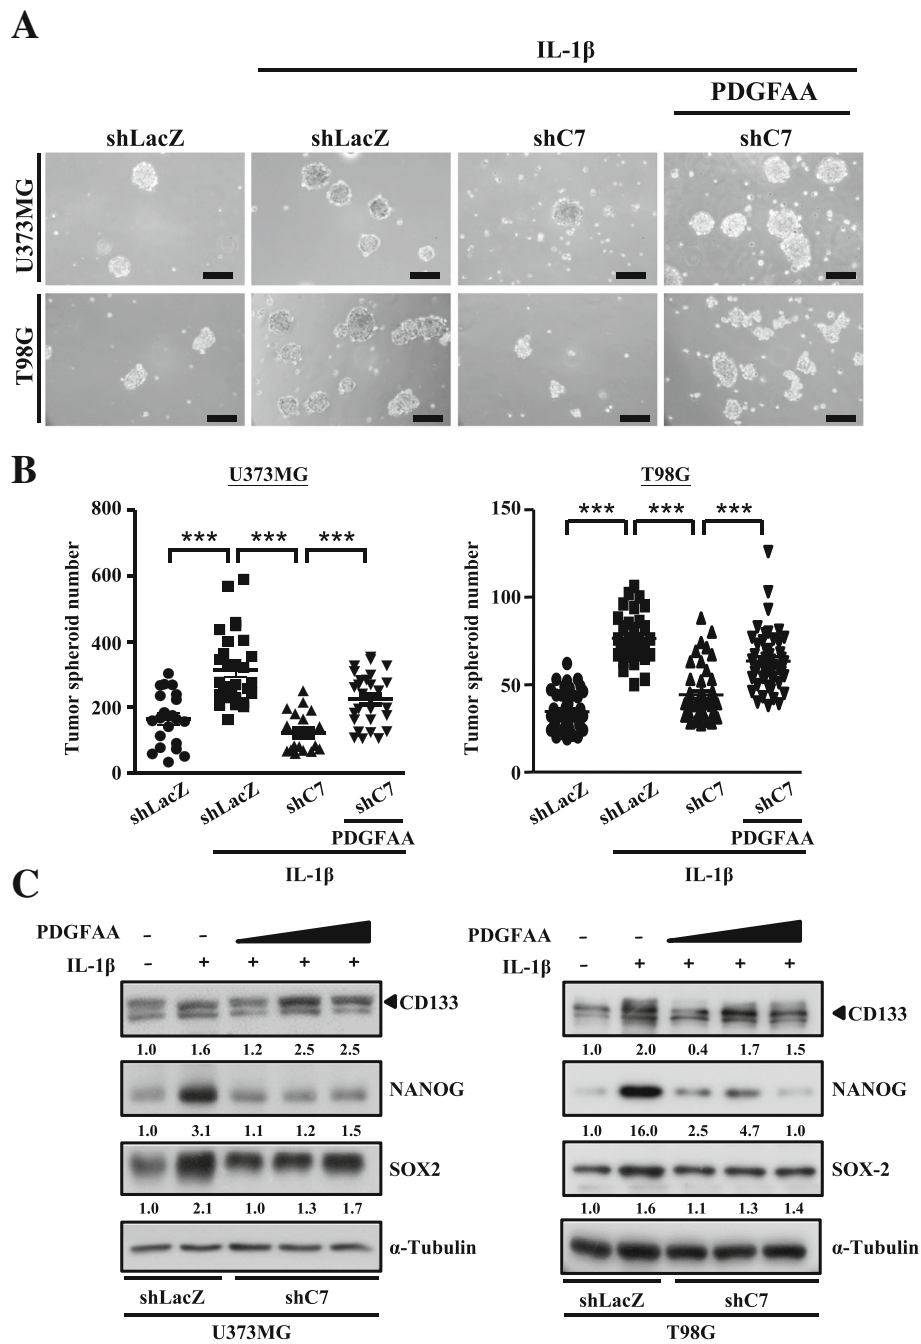 A
IL-1β
PDGFAA
shLacZ shLacZ shC7 shC7
U373MG
T98G
B
U373MG
Tumor spheroid number
800
600
400
200
0
*** *** ***
shLacZ shLacZ shC7 shC7
PDGFAA
IL-1β
T98G
Tumor spheroid number
150
100
50
0
*** *** ***
shLacZ shLacZ shC7 shC7
PDGFAA
IL-1β
C
PDGFAA - -
IL-1β - + + + +
CD133
1.0 1.6 1.2 2.5 2.5
NANOG
1.0 3.1 1.1 1.2 1.5
SOX2
1.0 2.1 1.0 1.3 1.7
α-Tubulin
shLacZ shC7
U373MG
PDGFAA - -
IL-1β - + + + +
CD133
1.0 2.0 0.4 1.7 1.5
NANOG
1.0 16.0 2.5 4.7 1.0
SOX-2
1.0 1.6 1.1 1.3 1.4
α-Tubulin
shLacZ shC7
T98G